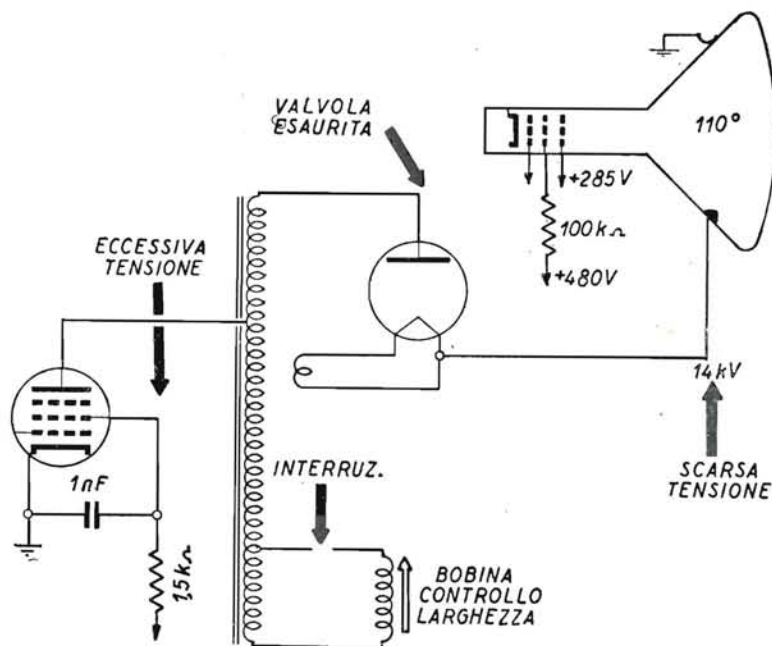 VALVOLA
ESAURITA
110°
+285V
100kΩ
+480V
ECCESSIVA
TENSIONE
14kV
1nF
INTERRUZ.
SCARSA
TENSIONE
1,5kΩ
BOBINA
CONTROLLO
LARGHEZZA